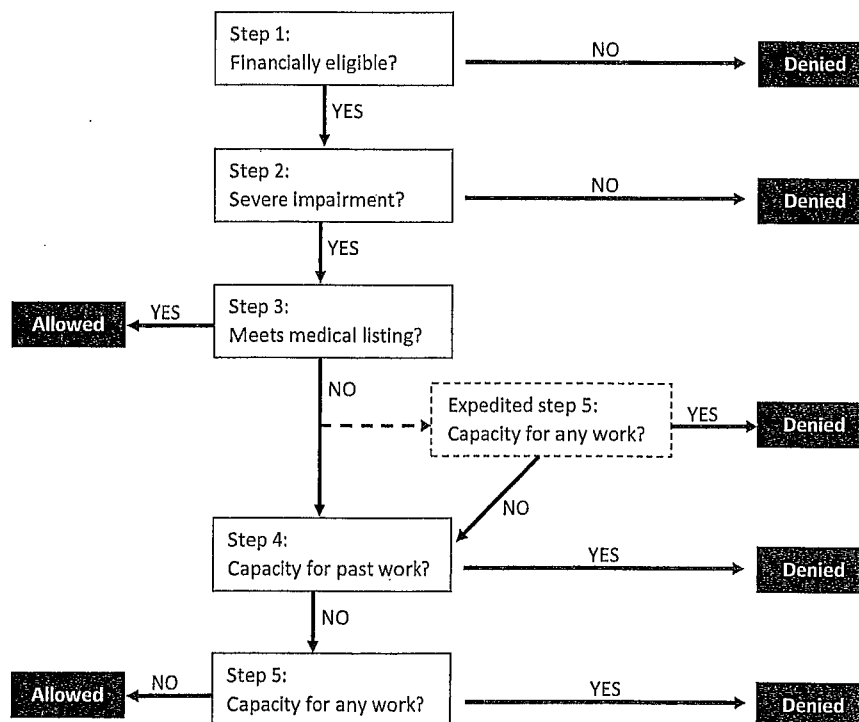 Step 1:
Financially eligible?
NO
Denied
YES
Step 2:
Severe impairment?
NO
Denied
YES
Step 3:
Meets medical listing?
YES
Allowed
NO
Expedited step 5:
Capacity for any work?
YES
Denied
NO
Step 4:
Capacity for past work?
YES
Denied
NO
Step 5:
Capacity for any work?
NO
Allowed
YES
Denied